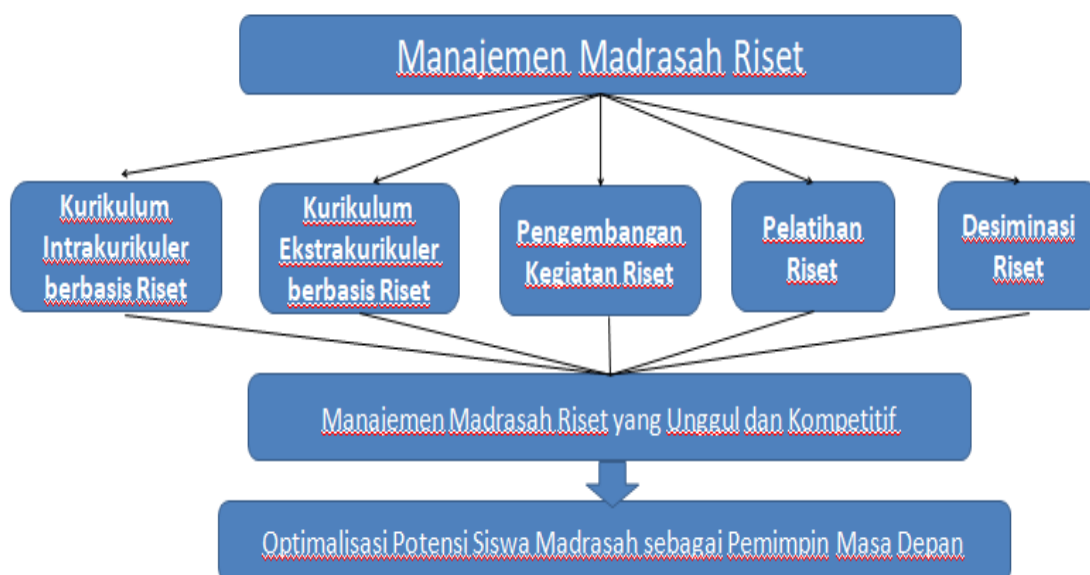 Manajemen Madrasah Riset
Kurikulum
Intrakurikuler
berbasis Riset
Kurikulum
Ekstrakurikuler
berbasis Riset
Pengembangan
Kegiatan Riset
Pelatihan
Riset
Desiminasi
Riset
Manajemen Madrasah Riset yang Unggul dan Kompetitif
Optimalisasi Potensi Siswa Madrasah sebagai Pemimpin Masa Depan